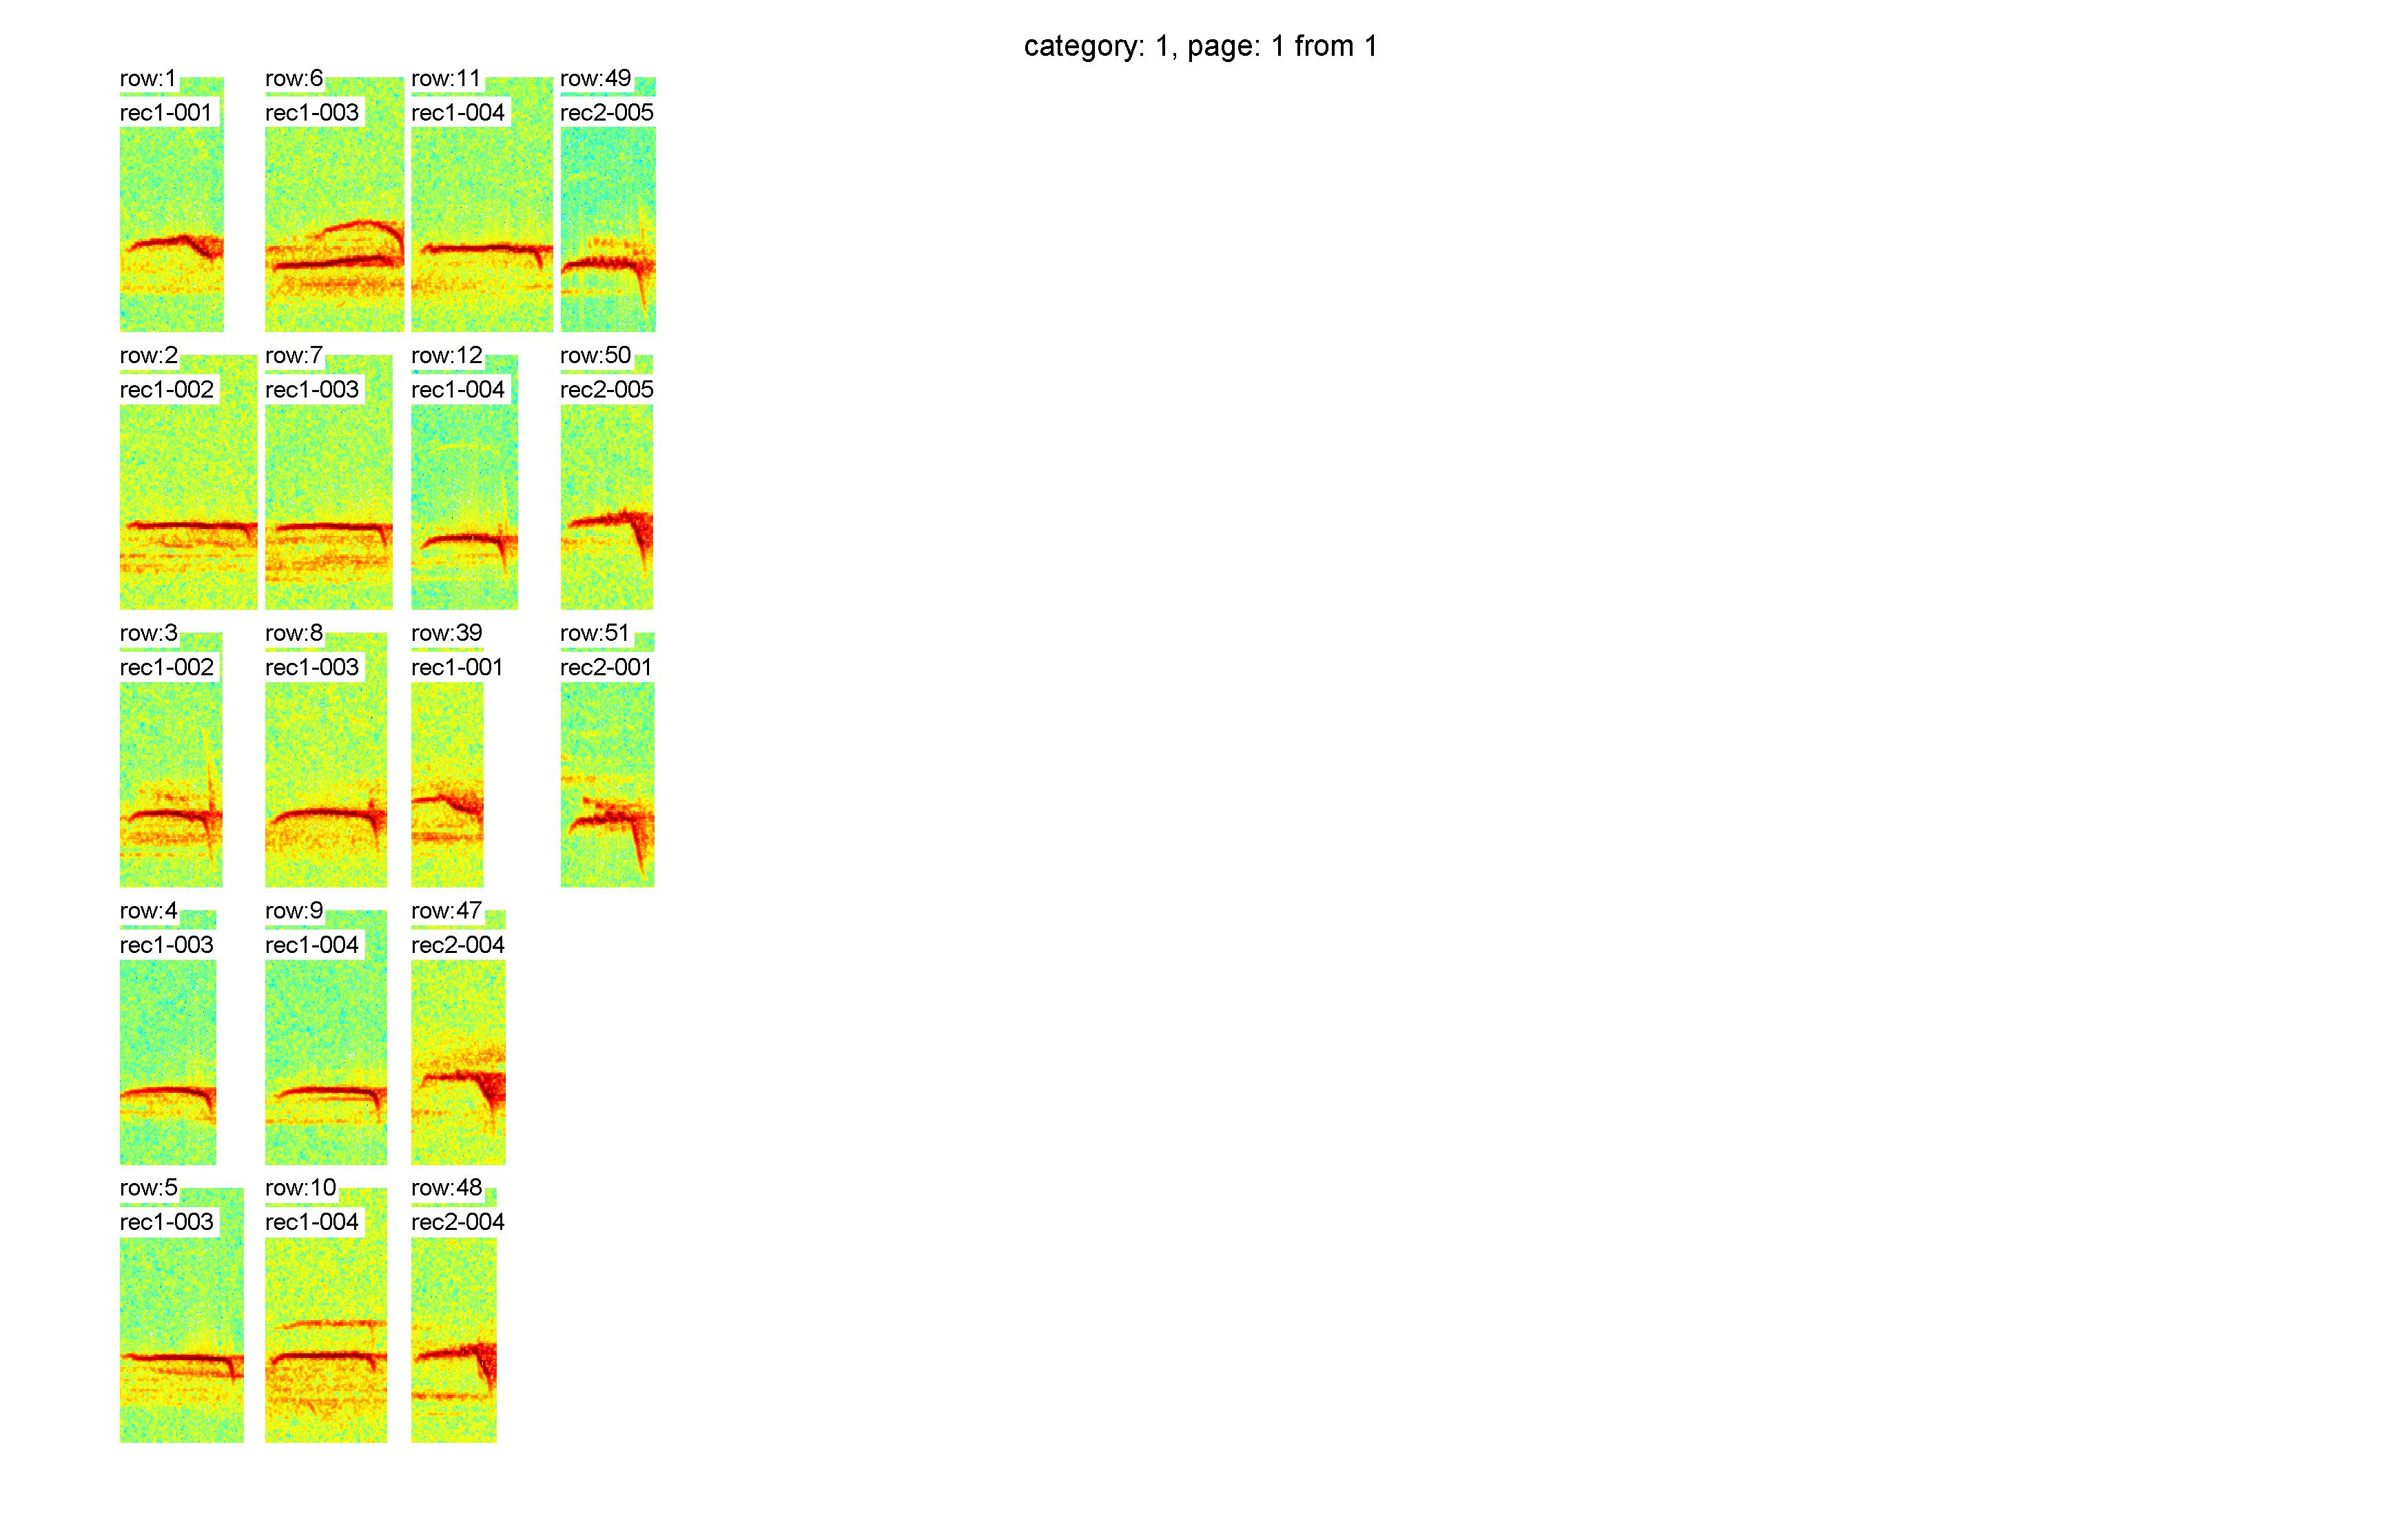 category: 1, page: 1 from 1
row:1
rec1-001
row:6
rec1-003
row:11
rec1-004
row:49
rec2-005
row:2
rec1-002
row:7
rec1-003
row:12
rec1-004
row:50
rec2-005
row:3
rec1-002
row:8
rec1-003
row:39
rec1-001
row:51
rec2-001
row:4
rec1-003
row:9
rec1-004
row:47
rec2-004
row:5
rec1-003
row:10
rec1-004
row:48
rec2-004